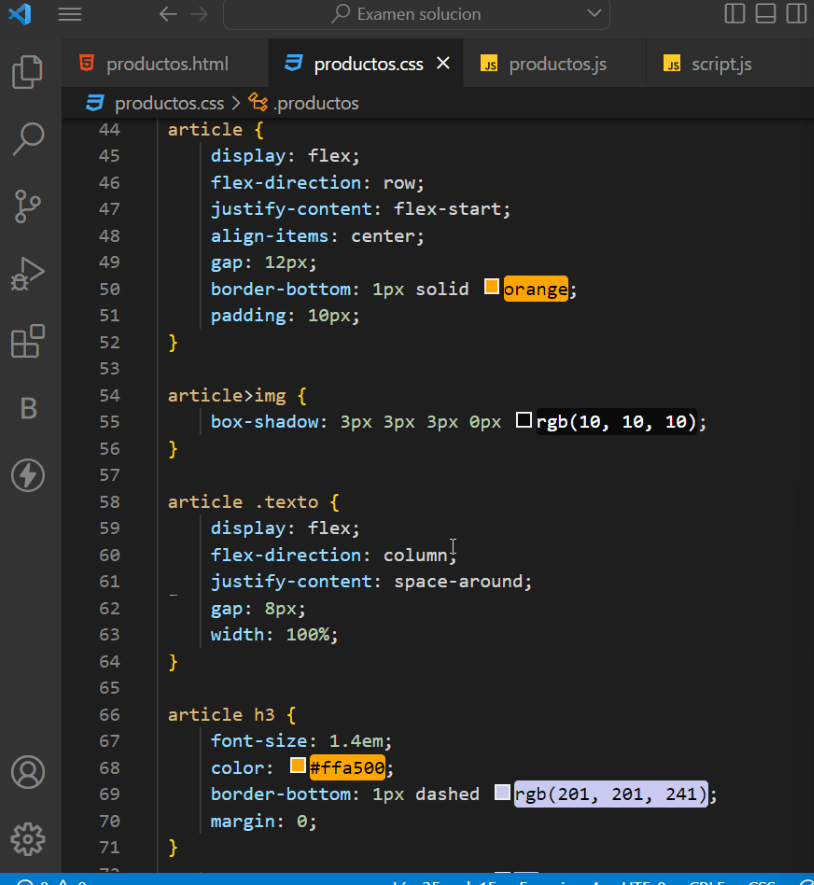 Examen solucion
productos.html
productos.css
productos.js
script.js
productos.css > .productos
44 article {
45 display: flex;
46 flex-direction: row;
47 justify-content: flex-start;
48 align-items: center;
49 gap: 12px;
50 border-bottom: 1px solid orange;
51 padding: 10px;
52 }
53
54 article>img {
55 box-shadow: 3px 3px 3px 0px rgb(10, 10, 10);
56 }
57
58 article .texto {
59 display: flex;
60 flex-direction: column;
61 justify-content: space-around;
62 gap: 8px;
63 width: 100%;
64 }
65
66 article h3 {
67 font-size: 1.4em;
68 color: #ffa500;
69 border-bottom: 1px dashed rgb(201, 201, 241);
70 margin: 0;
71 }